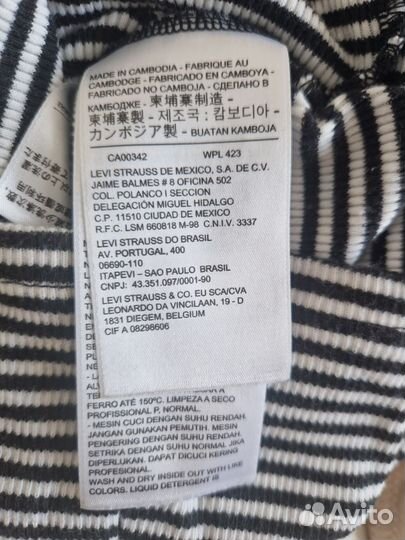 MADE IN CAMBODIA - FABRIQUE AU
CAMBODGE - FABRICADO EN CAMBOYA -
FABRICADO NO CAMBOJA - СДЕЛАНО В
КАМБОДЖЕ - 柬埔寨制造 -
柬埔寨製 - 제조국 : 캄보디아 -
カンボジア製 - BUATAN KAMBOJA
CA00342 WPL 423
LEVI STRAUSS DE MEXICO, S.A. DE C.V.
JAIME BALMES # 8 OFICINA 502
COL. POLANCO I SECCION
DELEGACIÓN MIGUEL HIDALGO
C.P. 11510 CIUDAD DE MEXICO
R.F.C. LSM 660818 M-98 C.N.I.V. 3337
LEVI STRAUSS DO BRASIL
AV. PORTUGAL, 400
06690-110
ITAPEVI – SAO PAULO BRASIL
CNPJ: 43.351.097/0001-90
LEVI STRAUSS & CO. EU SCA/CVA
LEONARDO DA VINCILAAN, 19 - D
1831 DIEGEM, BELGIUM
CIF A 08298606
FERRO ATÉ 150ºC. LIMPEZA A SECO
PROFISSIONAL P, NORMAL.
- MESIN CUCI DENGAN SUHU RENDAH.
JANGAN GUNAKAN PEMUTIH. MESIN
PENGERING DENGAN SUHU RENDAH.
SETRIKA DENGAN SUHU NORMAL JIKA
DIPERLUKAN. DAPAT DICUCI SECARA
PROFESIONAL.
WASH AND DRY INSIDE OUT WITH LIKE
COLORS. LIQUID DETERGENT IS
Avito